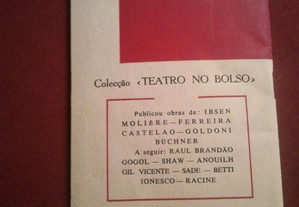 Colecção «TEATRO NO BOLSO»
Publicou obras de: IBSEN
MOLIÈRE — FERREIRA
CASTELAO — GOLDONI
BÜCHNER
A seguir: RAUL BRANDÃO
GOGOL — SHAW — ANOUILH
GIL VICENTE — SADE — BETTI
IONESCO — RACINE